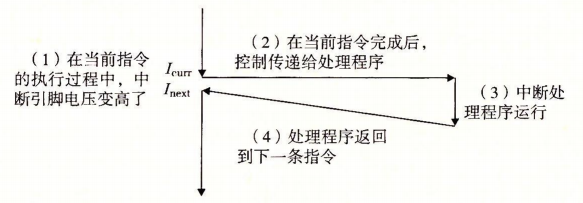 （1）在当前指令
的执行过程中，中
断引脚电压变高了
Icurr
Inext
（2）在当前指令完成后，
控制传递给处理程序
（3）中断处
理程序运行
（4）处理程序返回
到下一条指令